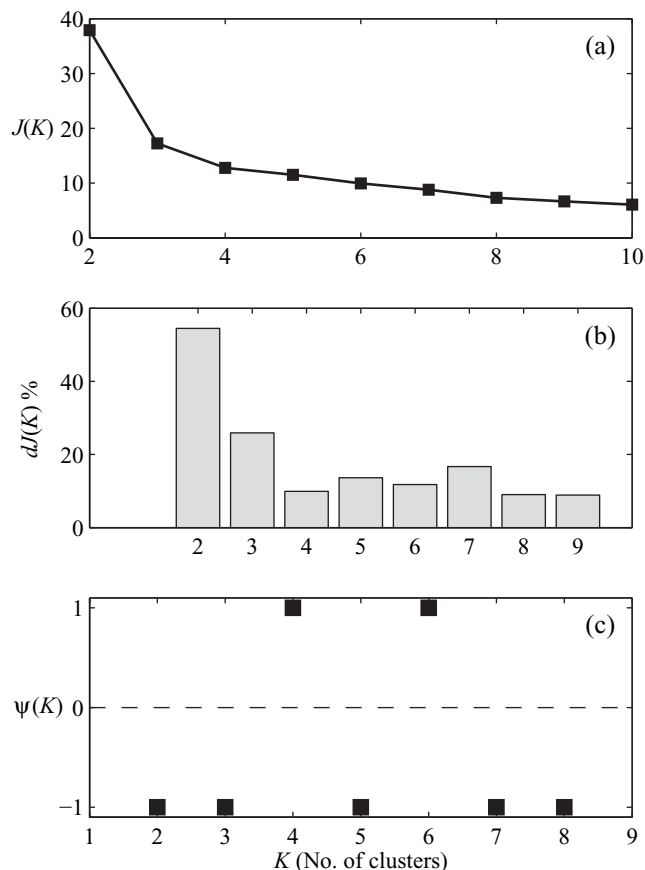 40
(a)
30
J(K) 20
10
0
2 4 6 8 10
60
(b)
40
dJ(K) %
20
0
2 3 4 5 6 7 8 9
1
(c)
ψ(K) 0
−1
1 2 3 4 5 6 7 8 9
K (No. of clusters)